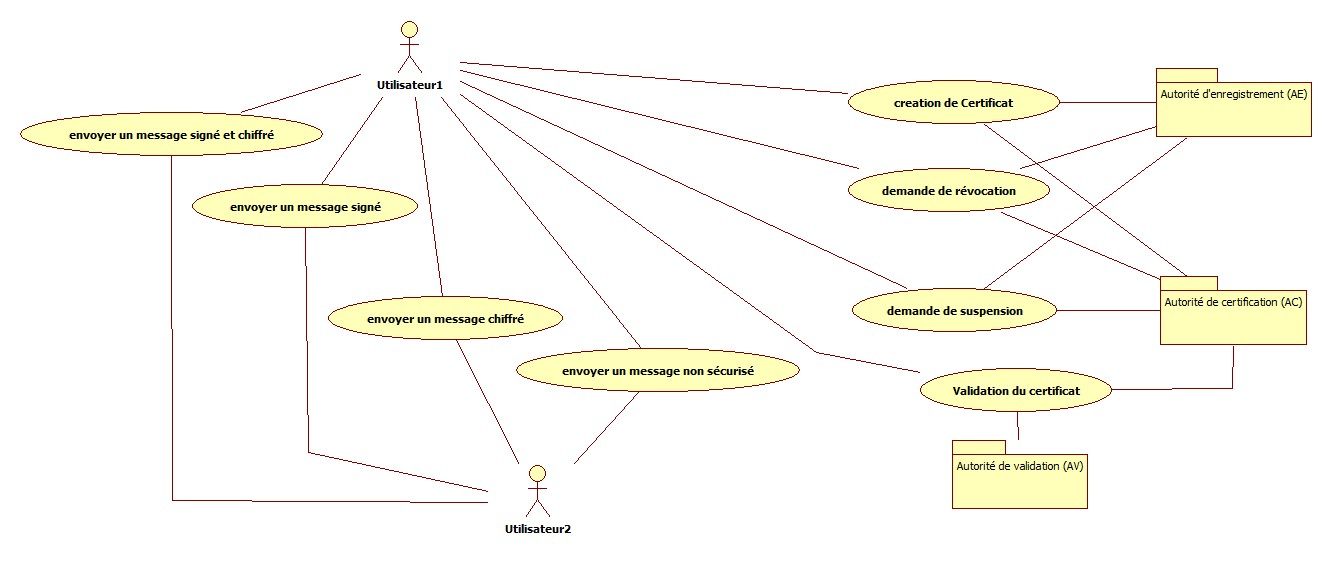 Utilisateur1
creation de Certificat
Autorité d'enregistrement (AE)
envoyer un message signé et chiffré
demande de révocation
envoyer un message signé
Autorité de certification (AC)
demande de suspension
envoyer un message chiffré
envoyer un message non sécurisé
Validation du certificat
Autorité de validation (AV)
Utilisateur2